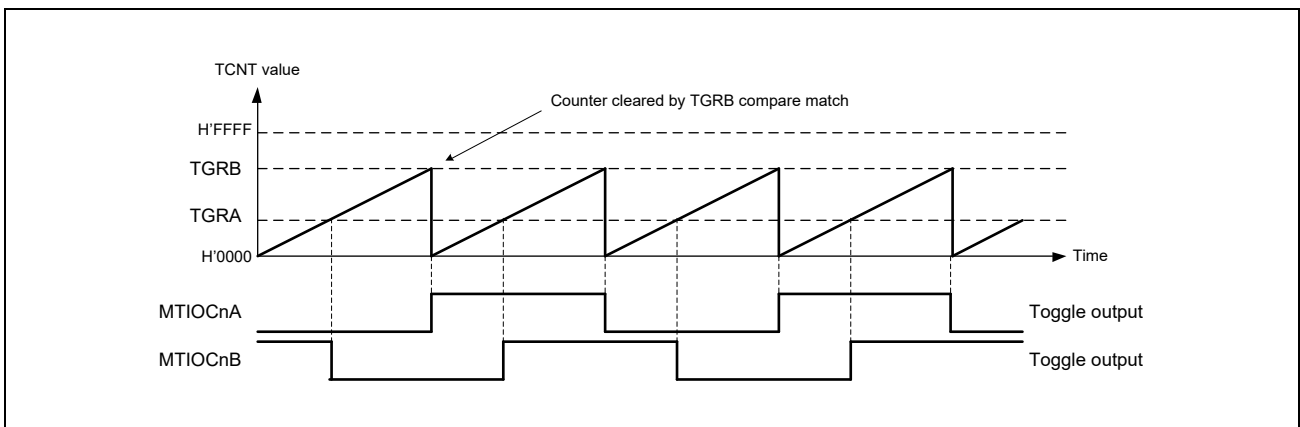 TCNT value
Counter cleared by TGRB compare match
H'FFFF
TGRB
TGRA
H'0000
Time
MTIOCnA
Toggle output
MTIOCnB
Toggle output